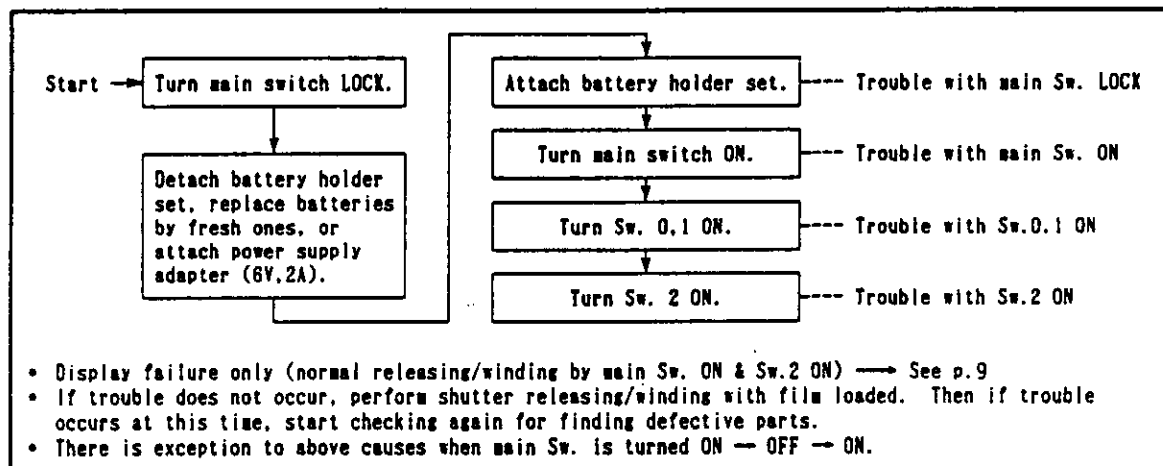 Start → Turn main switch LOCK.
Detach battery holder
set, replace batteries
by fresh ones, or
attach power supply
adapter (6V,2A).
Attach battery holder set. ---- Trouble with main Sw. LOCK
Turn main switch ON. ---- Trouble with main Sw. ON
Turn Sw. 0,1 ON. ---- Trouble with Sw.0,1 ON
Turn Sw. 2 ON. ---- Trouble with Sw.2 ON
• Display failure only (normal releasing/winding by main Sw. ON & Sw.2 ON) → See p.9
• If trouble does not occur, perform shutter releasing/winding with film loaded. Then if trouble
occurs at this time, start checking again for finding defective parts.
• There is exception to above causes when main Sw. is turned ON → OFF → ON.